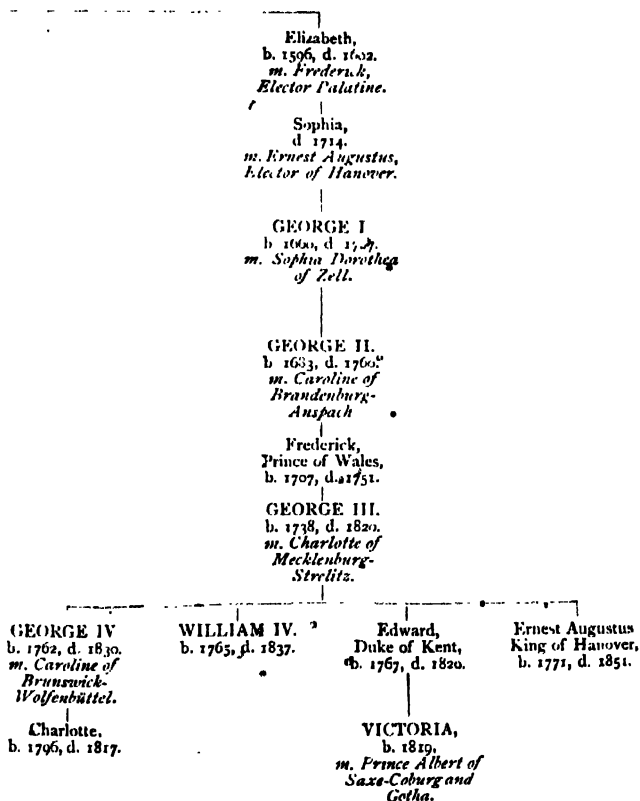 Elizabeth,
b. 1596, d. 1602.
m. Frederick,
Elector Palatine.
Sophia,
d 1714.
m. Ernest Augustus,
Elector of Hanover.
GEORGE I
b 1660, d
m. Sophia Dorothea
of Zell.
GEORGE II.
b 1683, d. 1760.
m. Caroline of
Brandenburg-
Anspach
Frederick,
Prince of Wales,
b. 1707, d. 1751.
GEORGE III.
b. 1738, d. 1820.
m. Charlotte of
Mecklenburg-
Strelitz.
GEORGE IV
b. 1762, d. 1830.
m. Caroline of
Brunswick-
Wolfenbüttel.
Charlotte,
b. 1796, d. 1817.
WILLIAM IV.
b. 1765, d. 1837.
Edward,
Duke of Kent,
b. 1767, d. 1820.
VICTORIA,
b. 1819,
m. Prince Albert of
Saxe-Coburg and
Gotha.
Ernest Augustus
King of Hanover,
b. 1771, d. 1851.